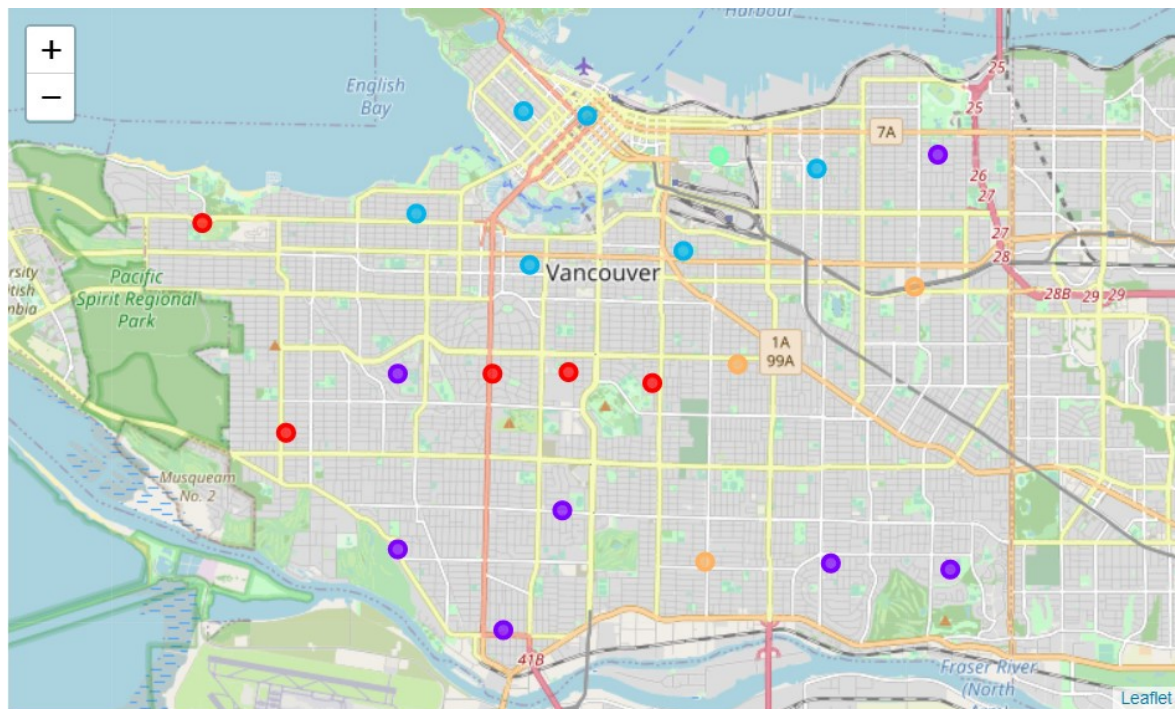 Harbour
+
−
English
Bay
25
25
7A
26
27
27
28
28B
29
29
Pacific
Spirit Regional
Park
Vancouver
1A
99A
Musqueam
No. 2
41B
Fraser River
(North
Leaflet